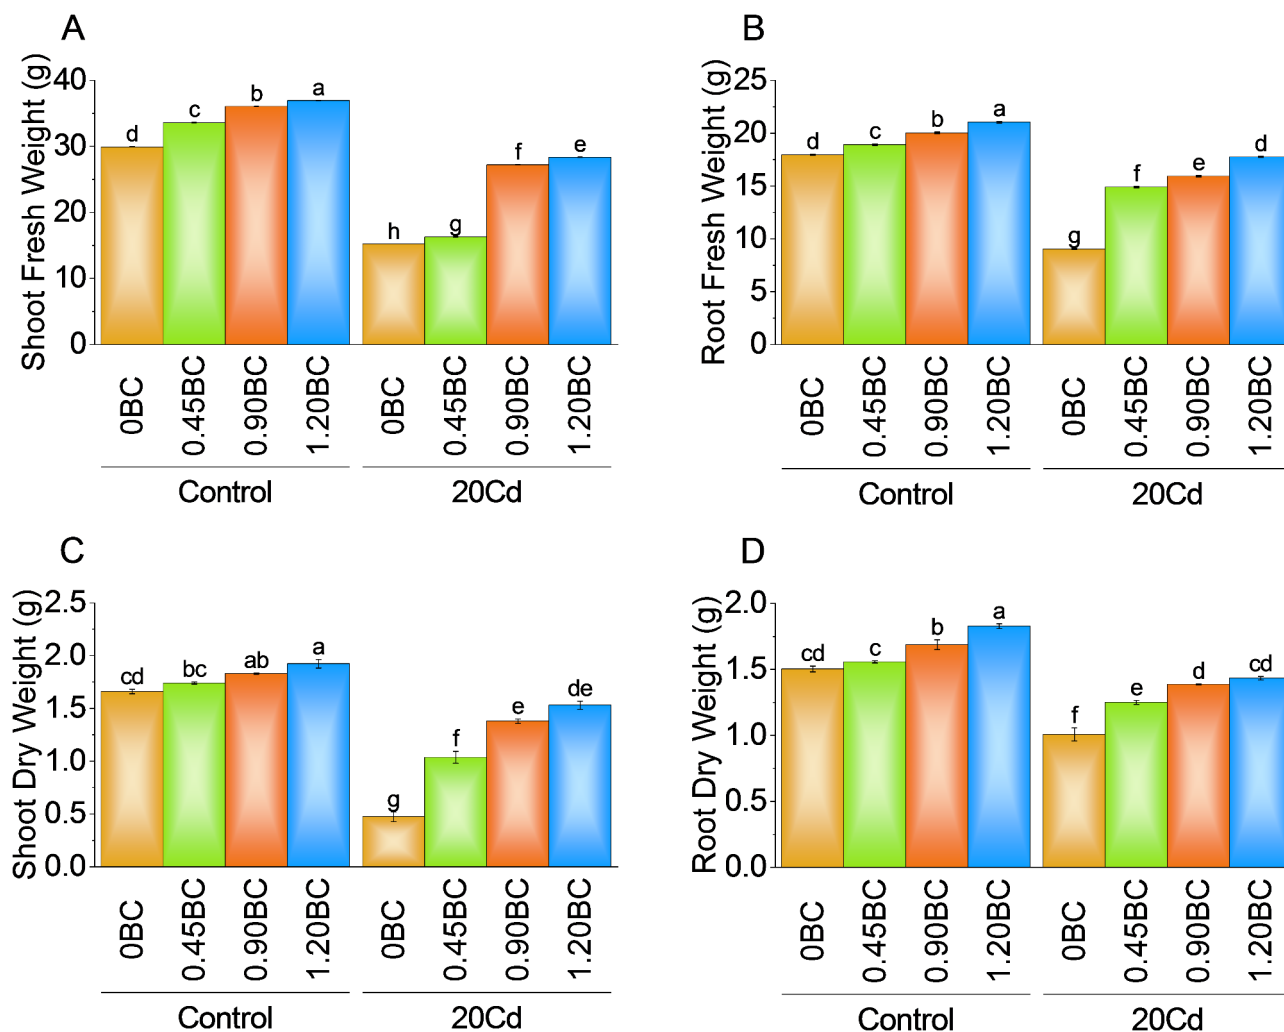 A
Shoot Fresh Weight (g)
40
30
20
10
0
d
c
b
a
h
g
f
e
0BC
0.45BC
0.90BC
1.20BC
0BC
0.45BC
0.90BC
1.20BC
Control
20Cd
B
Root Fresh Weight (g)
25
20
15
10
5
0
d
c
b
a
g
f
e
d
0BC
0.45BC
0.90BC
1.20BC
0BC
0.45BC
0.90BC
1.20BC
Control
20Cd
C
Shoot Dry Weight (g)
2.5
2.0
1.5
1.0
0.5
0.0
cd
bc
ab
a
g
f
e
de
0BC
0.45BC
0.90BC
1.20BC
0BC
0.45BC
0.90BC
1.20BC
Control
20Cd
D
Root Dry Weight (g)
2.0
1.5
1.0
0.5
0.0
cd
c
b
a
f
e
d
cd
0BC
0.45BC
0.90BC
1.20BC
0BC
0.45BC
0.90BC
1.20BC
Control
20Cd